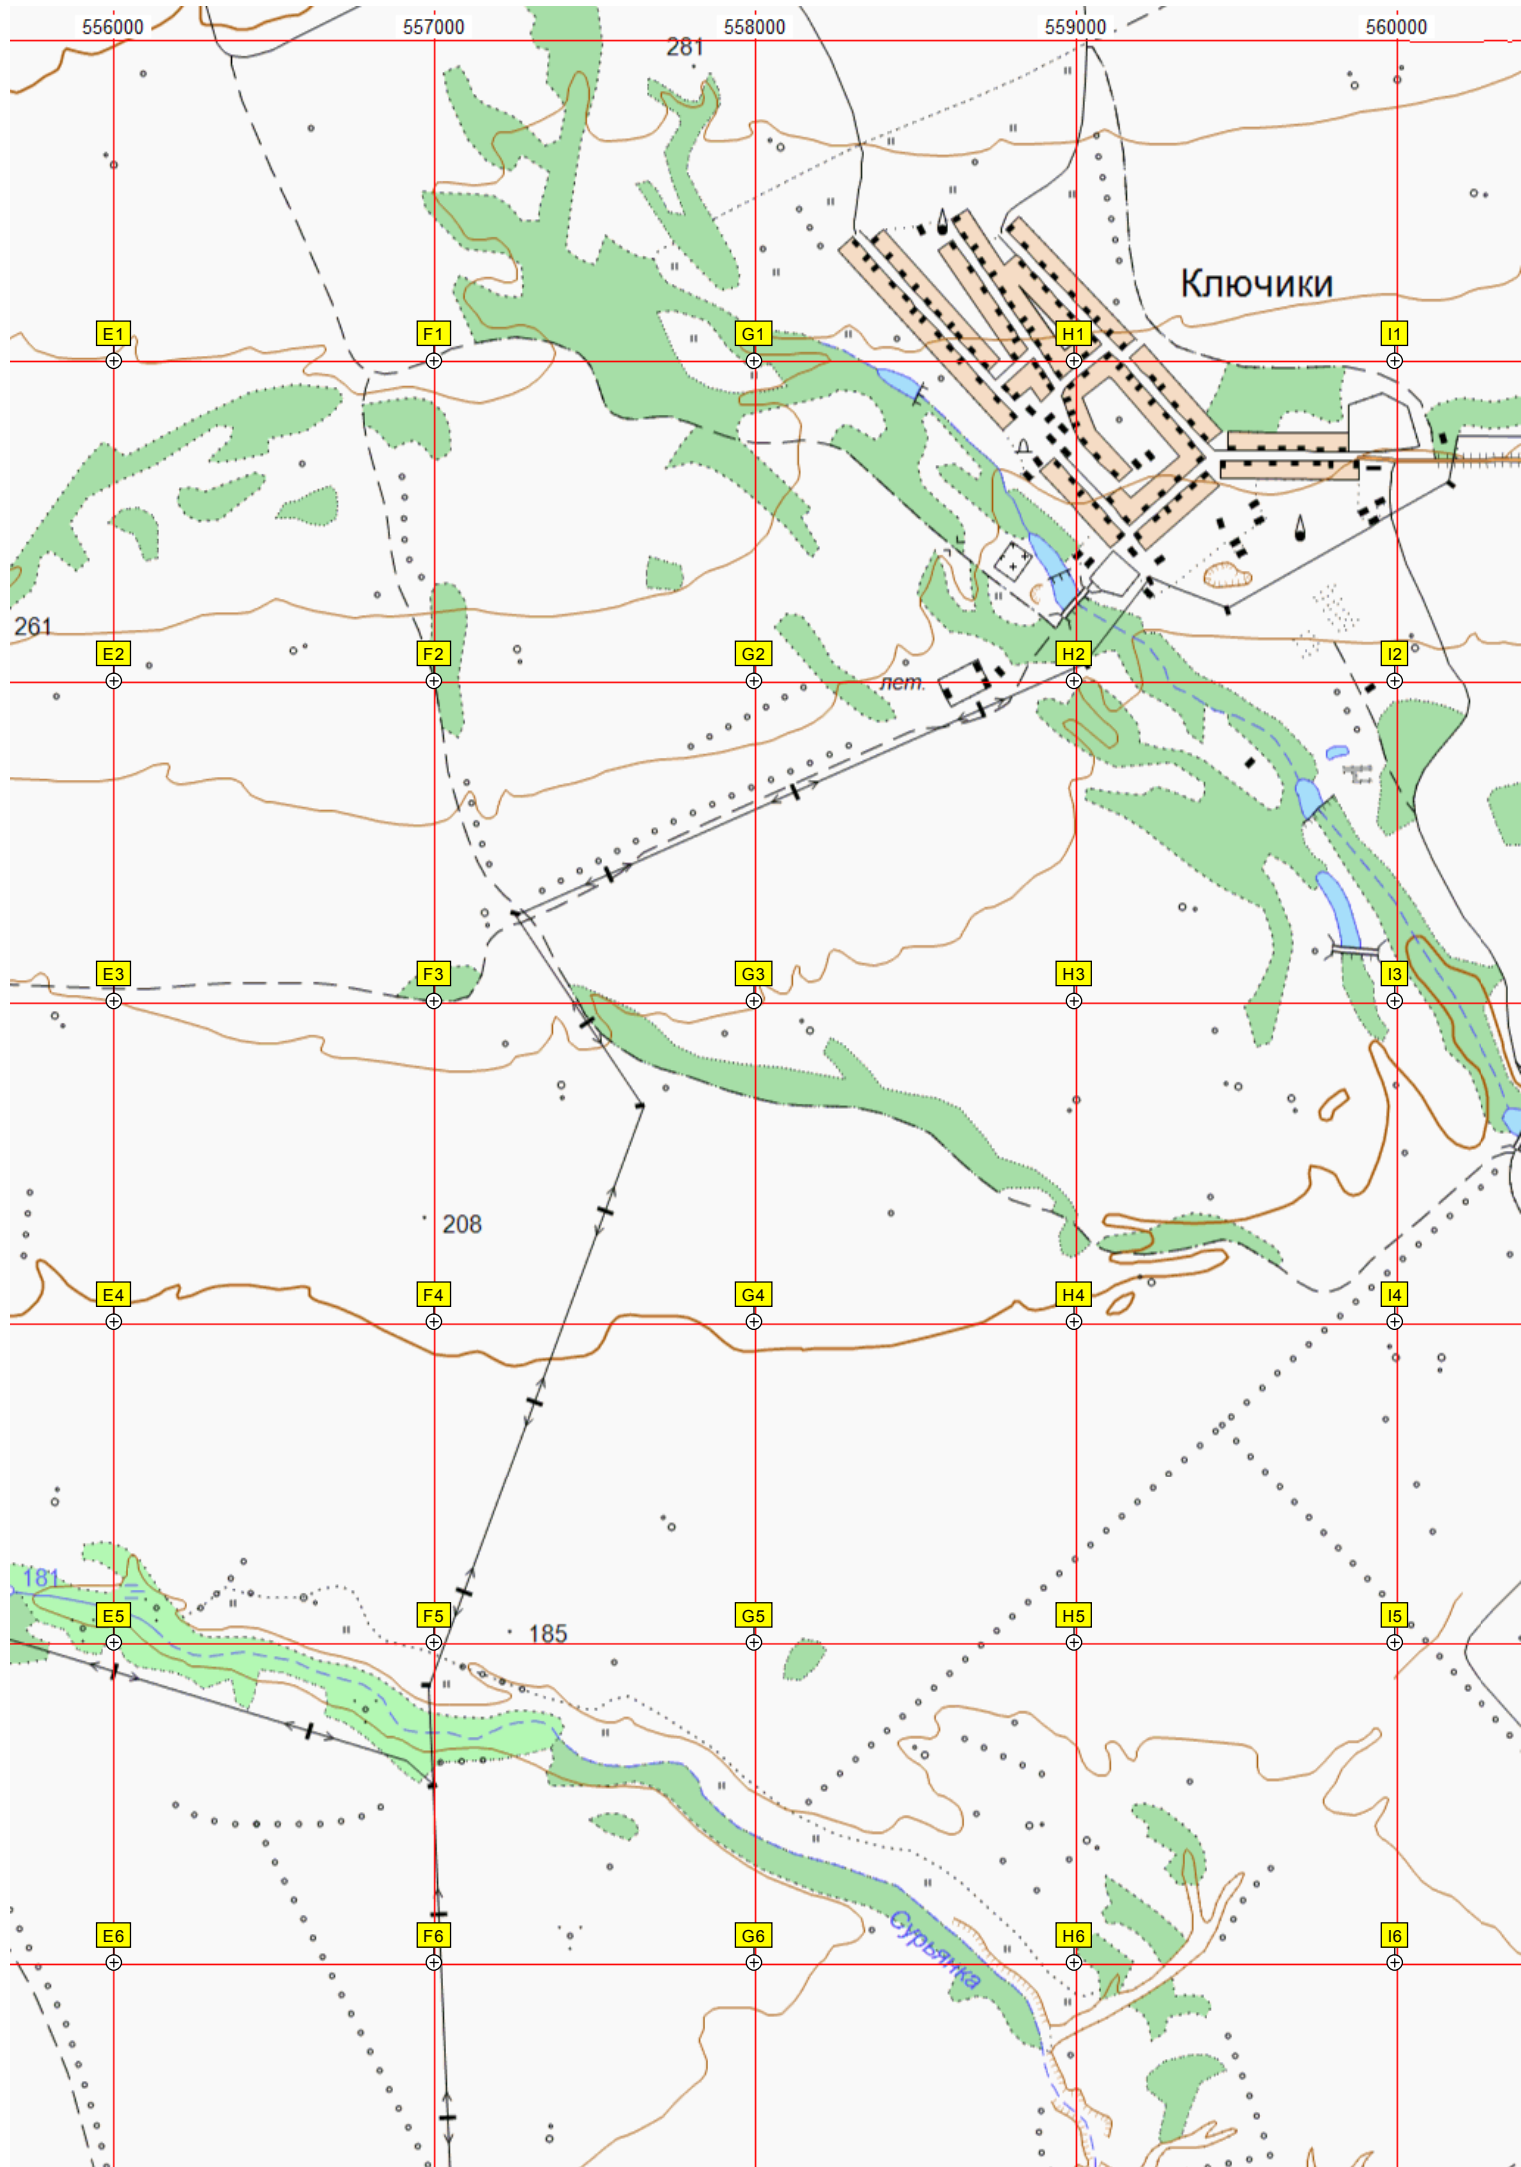 556000 557000 558000 559000 560000
281
Ключики
E1 F1 G1 H1 I1
261
E2 F2 G2 H2 I2
лет.
E3 F3 G3 H3 I3
208
E4 F4 G4 H4 I4
181
E5 F5 G5 H5 I5
185
Сурьянка
E6 F6 G6 H6 I6